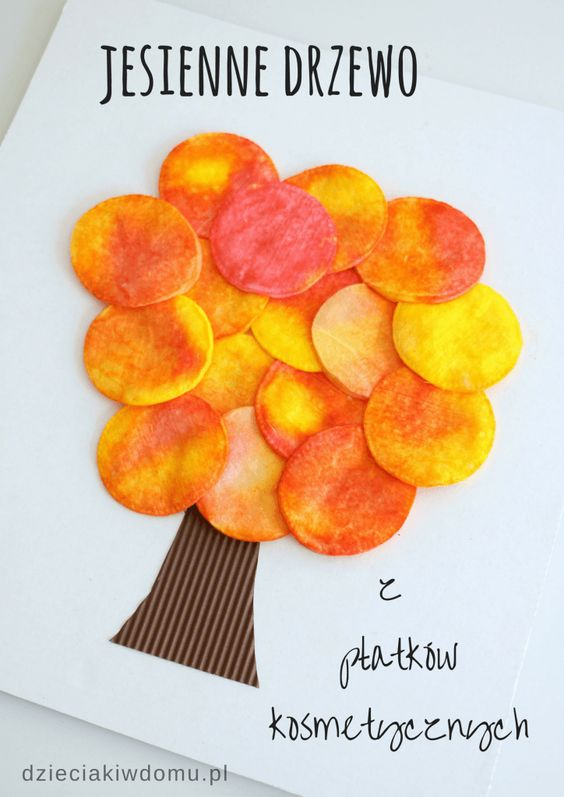 JESIENNE DRZEWO
z
płatków
kosmetycznych
dzieciakiwdomu.pl